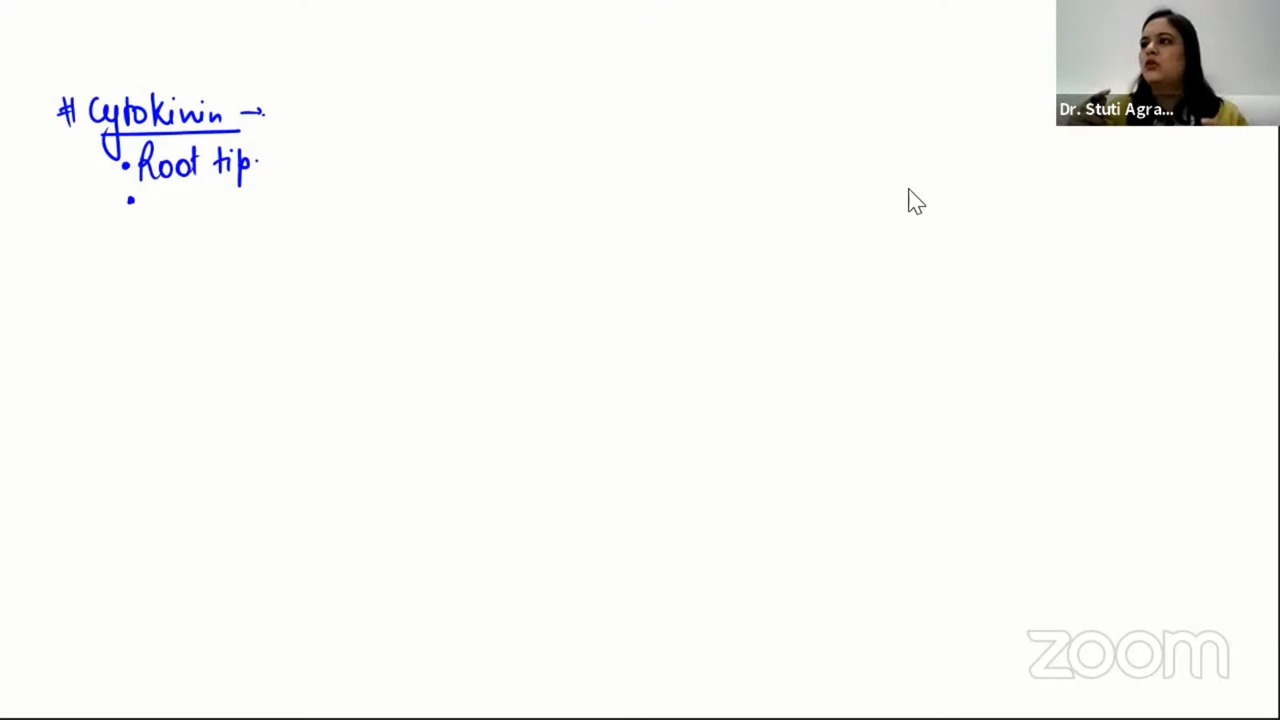 # Cytokinin →
• Root tip.
•
Dr. Stuti Agra...
zoom